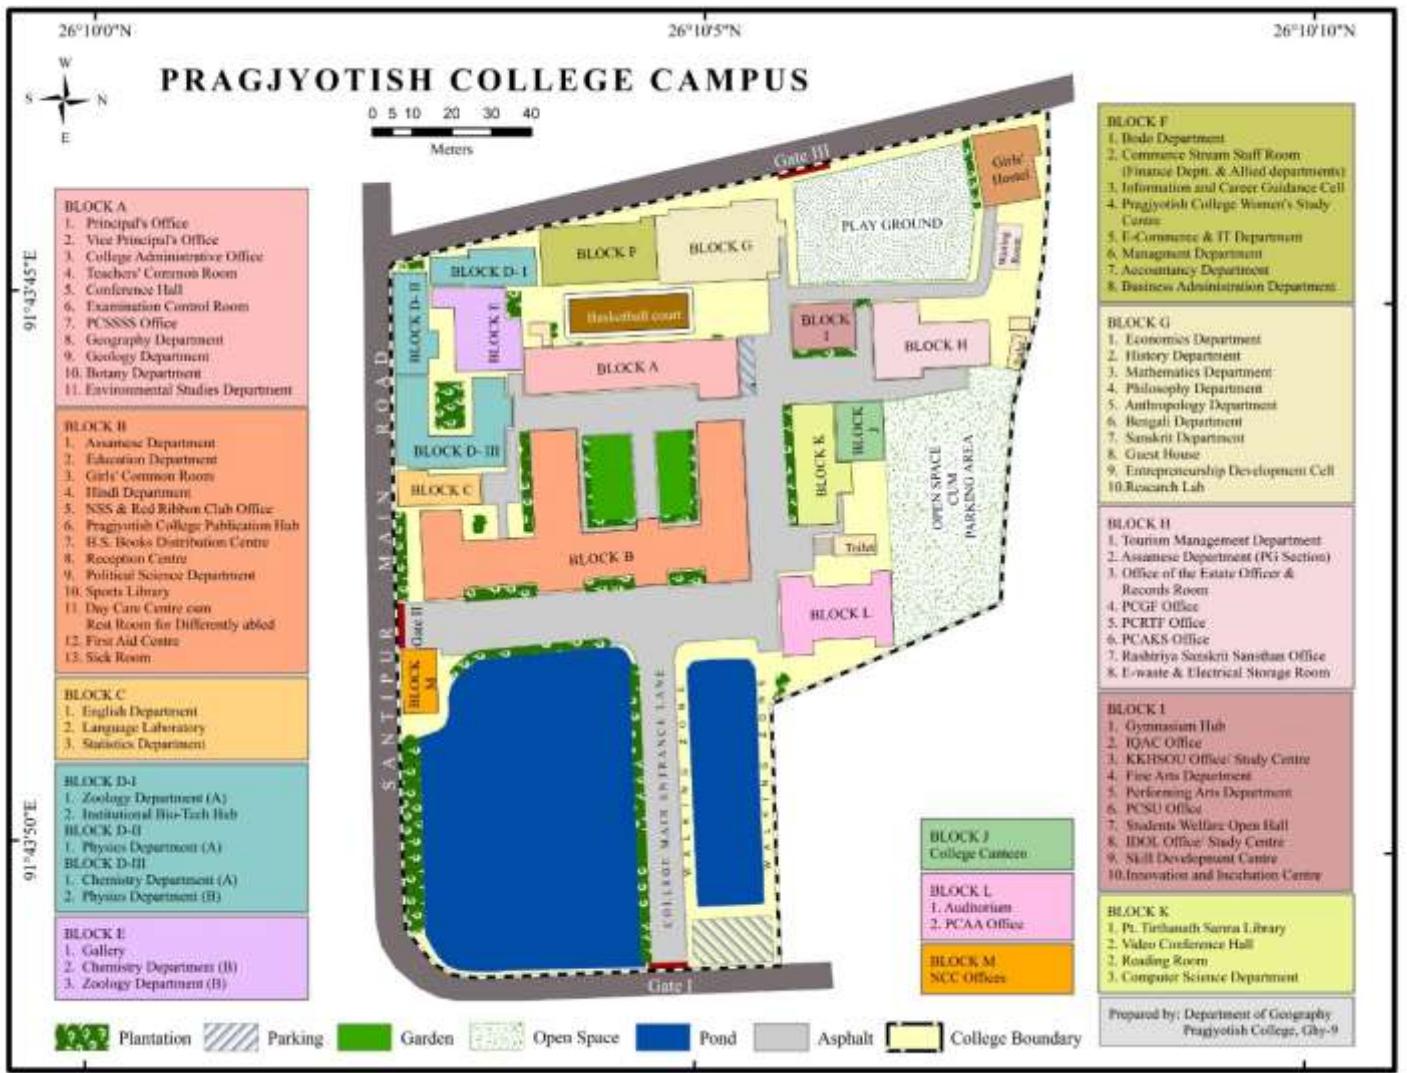 26°10'0"N
26°10'5"N
26°10'10"N
W
S
N
E
PRAGJYOTISH COLLEGE CAMPUS
0 5 10 20 30 40
Meters
91°43'45"E
91°43'50"E
BLOCK A
1. Principal's Office
2. Vice Principal's Office
3. College Administrative Office
4. Teachers' Common Room
5. Conference Hall
6. Examination Control Room
7. PCSSSS Office
8. Geography Department
9. Geology Department
10. Botany Department
11. Environmental Studies Department
BLOCK B
1. Assamese Department
2. Education Department
3. Girls' Common Room
4. Hindi Department
5. NSS & Red Ribbon Club Office
6. Pragjyotish College Publication Hub
7. H.S. Books Distribution Centre
8. Reception Centre
9. Political Science Department
10. Sports Library
11. Day Care Centre cum
Rest Room for Differently abled
12. First Aid Centre
13. Sick Room
BLOCK C
1. English Department
2. Language Laboratory
3. Statistics Department
BLOCK D-I
1. Zoology Department (A)
2. Institutional Bio-Tech Hub
BLOCK D-II
1. Physics Department (A)
BLOCK D-III
1. Chemistry Department (A)
2. Physics Department (B)
BLOCK E
1. Gallery
2. Chemistry Department (B)
3. Zoology Department (B)
Gate III
Girls'
Hostel
PLAY GROUND
Waiting
Room
BLOCK F
BLOCK G
BLOCK D- I
BLOCK D- II
BLOCK E
Basketball court
BLOCK
I
BLOCK H
Toilet
BLOCK A
BLOCK D- III
BLOCK K
BLOCK
J
OPEN SPACE
CUM
PARKING AREA
BLOCK C
BLOCK B
Toilet
BLOCK L
Gate II
BLOCK
M
SANTIPUR MAIN ROAD
COLLEGE MAIN ENTRANCE LANE
WALKING ZONE
WALKING ZONE
Gate I
BLOCK F
1. Bodo Department
2. Commerce Stream Staff Room
(Finance Deptt. & Allied departments)
3. Information and Career Guidance Cell
4. Pragjyotish College Women's Study
Centre
5. E-Commerce & IT Department
6. Managment Department
7. Accountancy Department
8. Business Administration Department
BLOCK G
1. Economics Department
2. History Department
3. Mathematics Department
4. Philosophy Department
5. Anthropology Department
6. Bengali Department
7. Sanskrit Department
8. Guest House
9. Entrepreneurship Development Cell
10.Research Lab
BLOCK H
1. Tourism Management Department
2. Assamese Department (PG Section)
3. Office of the Estate Officer &
Records Room
4. PCGF Office
5. PCRTF Office
6. PCAKS Office
7. Rashtriya Sanskrit Sansthan Office
8. E-waste & Electrical Storage Room
BLOCK I
1. Gymnasium Hub
2. IQAC Office
3. KKHSOU Office/ Study Centre
4. Fine Arts Department
5. Performing Arts Department
6. PCSU Office
7. Students Welfare Open Hall
8. IDOL Office/ Study Centre
9. Skill Development Centre
10.Innovation and Incubation Centre
BLOCK J
College Canteen
BLOCK L
1. Auditorium
2. PCAA Office
BLOCK M
NCC Offices
BLOCK K
1. Pt. Tirthanath Sarma Library
2. Video Conference Hall
2. Reading Room
3. Computer Science Department
Prepared by: Department of Geography
Pragjyotish College, Ghy-9
Plantation
Parking
Garden
Open Space
Pond
Asphalt
College Boundary